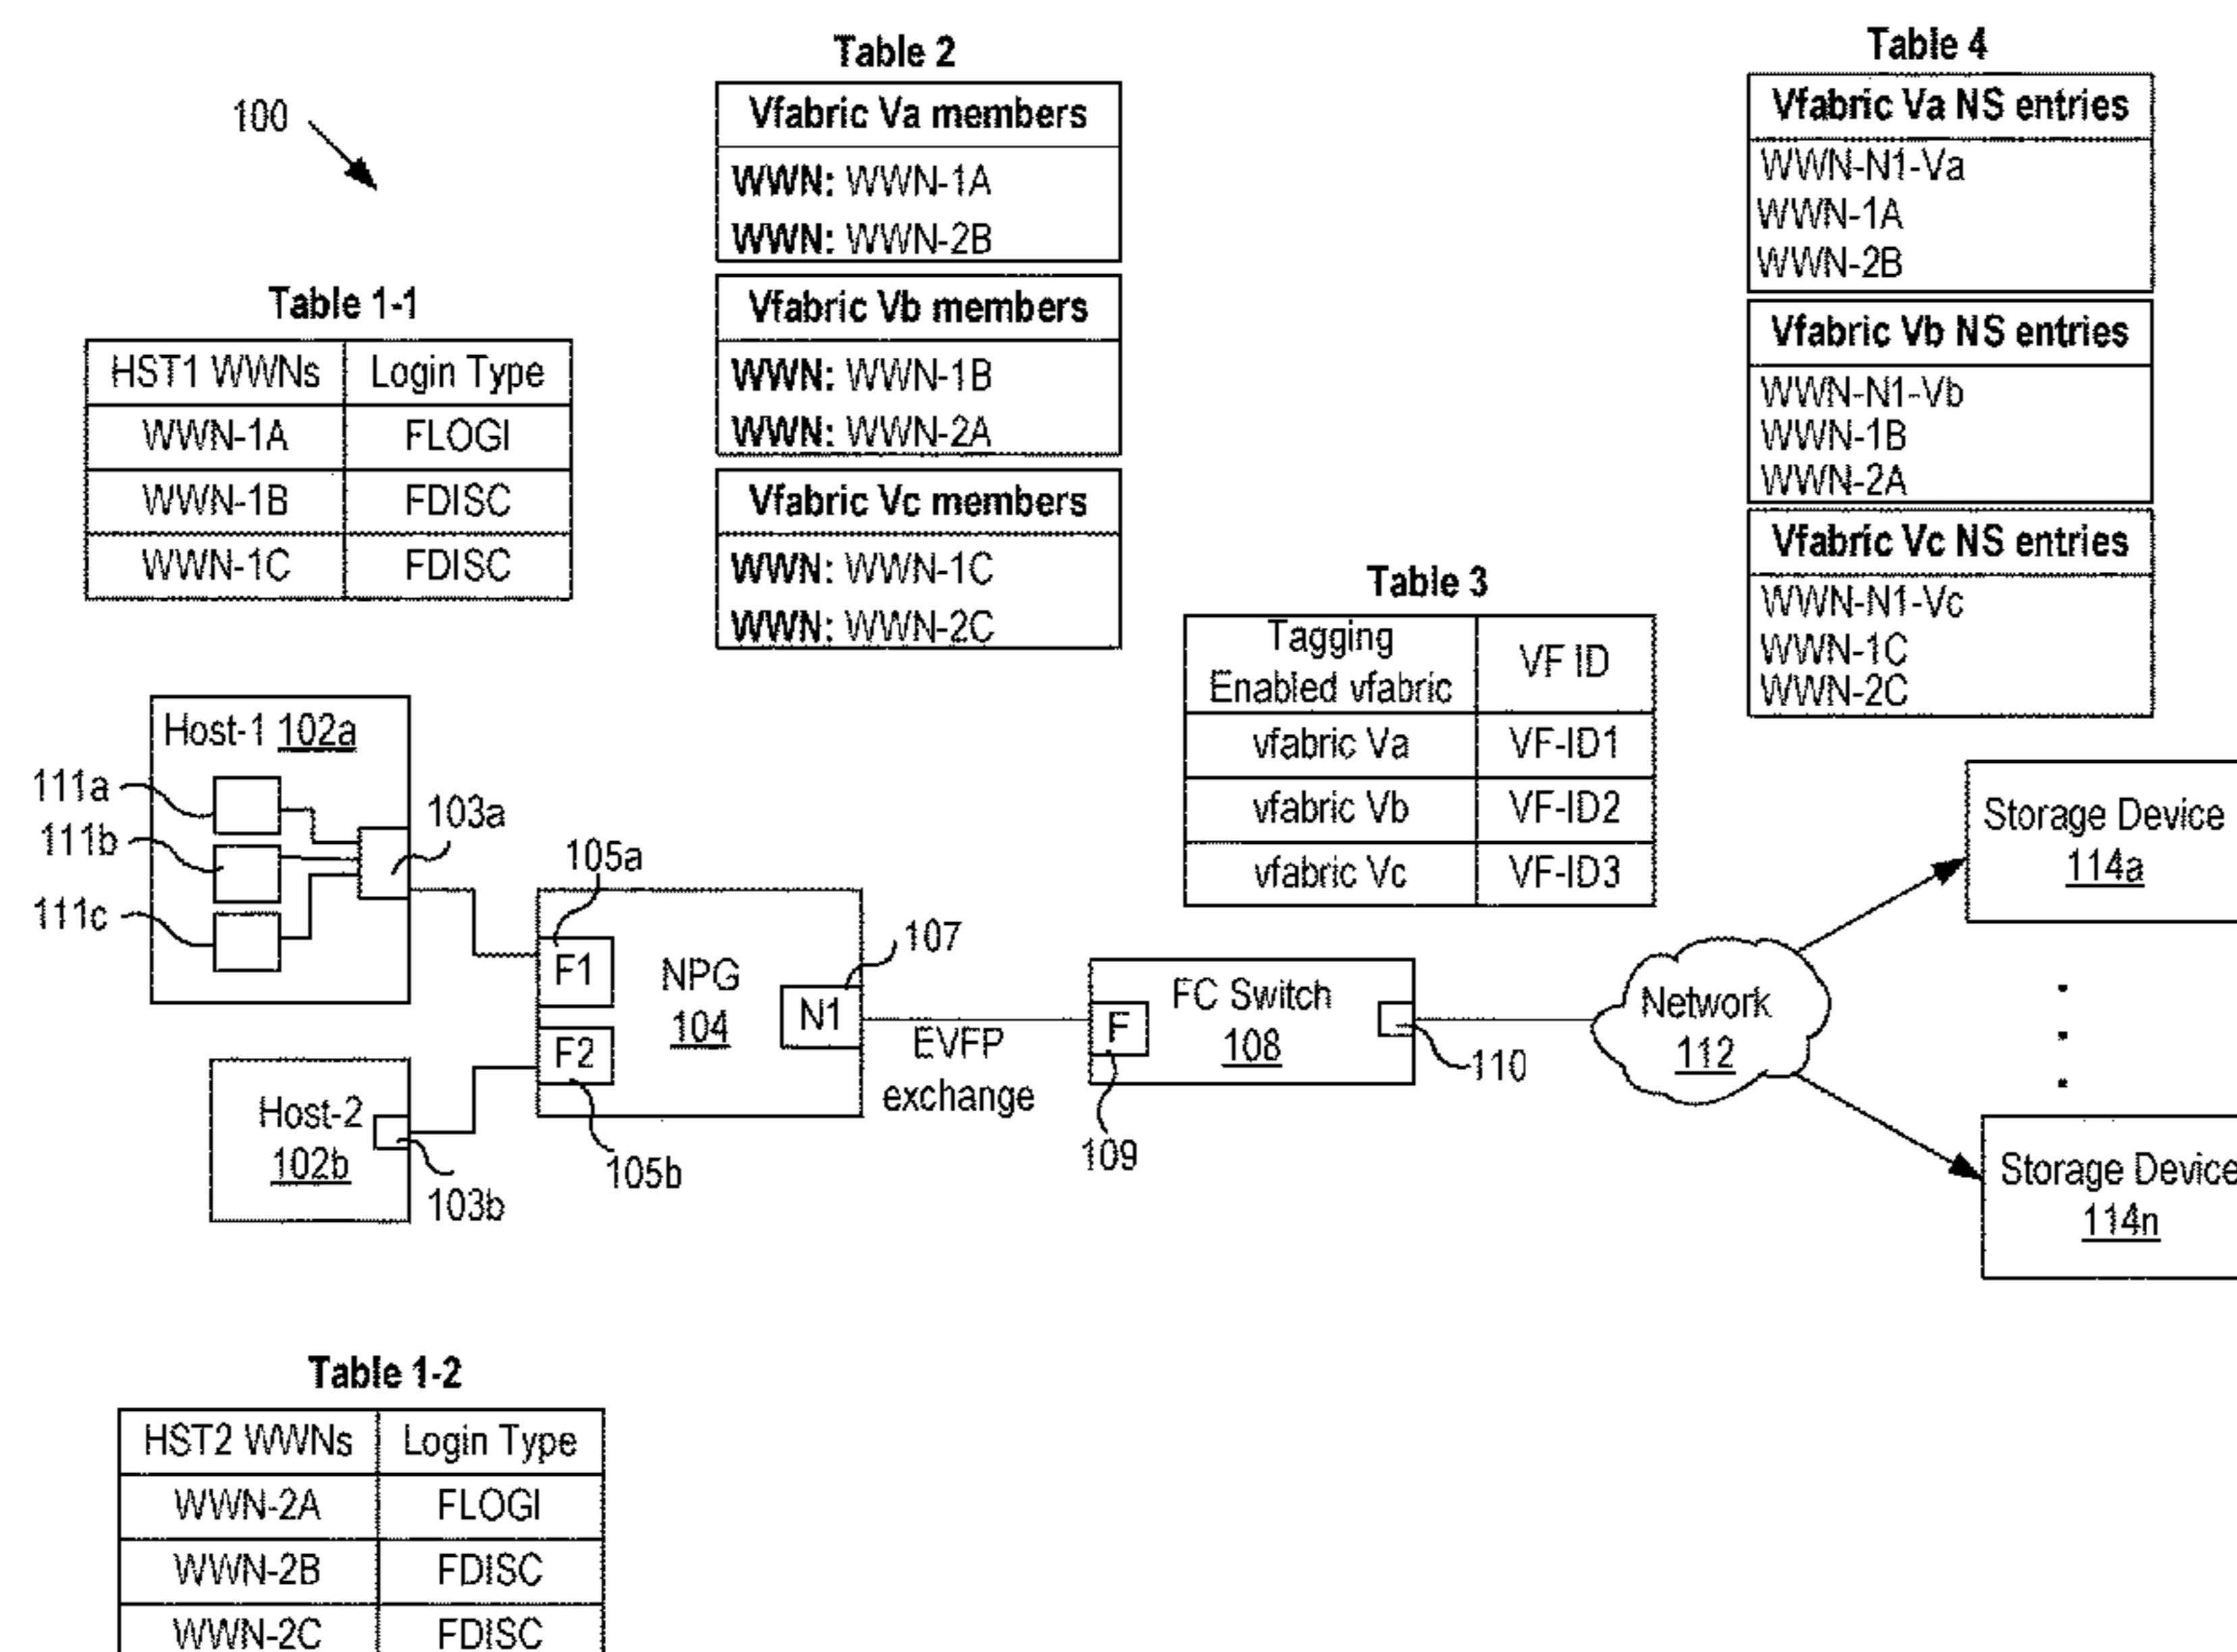 100
Table 1-1
HST1 WWNs Login Type
WWN-1A FLOGI
WWN-1B FDISC
WWN-1C FDISC
Table 2
Vfabric Va members
WWN: WWN-1A
WWN: WWN-2B
Vfabric Vb members
WWN: WWN-1B
WWN: WWN-2A
Vfabric Vc members
WWN: WWN-1C
WWN: WWN-2C
Table 3
Tagging
Enabled vfabric
VF ID
vfabric Va VF-ID1
vfabric Vb VF-ID2
vfabric Vc VF-ID3
Table 4
Vfabric Va NS entries
WWN-N1-Va
WWN-1A
WWN-2B
Vfabric Vb NS entries
WWN-N1-Vb
WWN-1B
WWN-2A
Vfabric Vc NS entries
WWN-N1-Vc
WWN-1C
WWN-2C
Host-1 102a
111a
111b
111c
103a
105a
F1
NPG
104
N1
107
F2
105b
Host-2
102b
103b
EVFP
exchange
FC Switch
108
F
109
110
Network
112
Storage Device
114a
Storage Device
114n
Table 1-2
HST2 WWNs Login Type
WWN-2A FLOGI
WWN-2B FDISC
WWN-2C FDISC